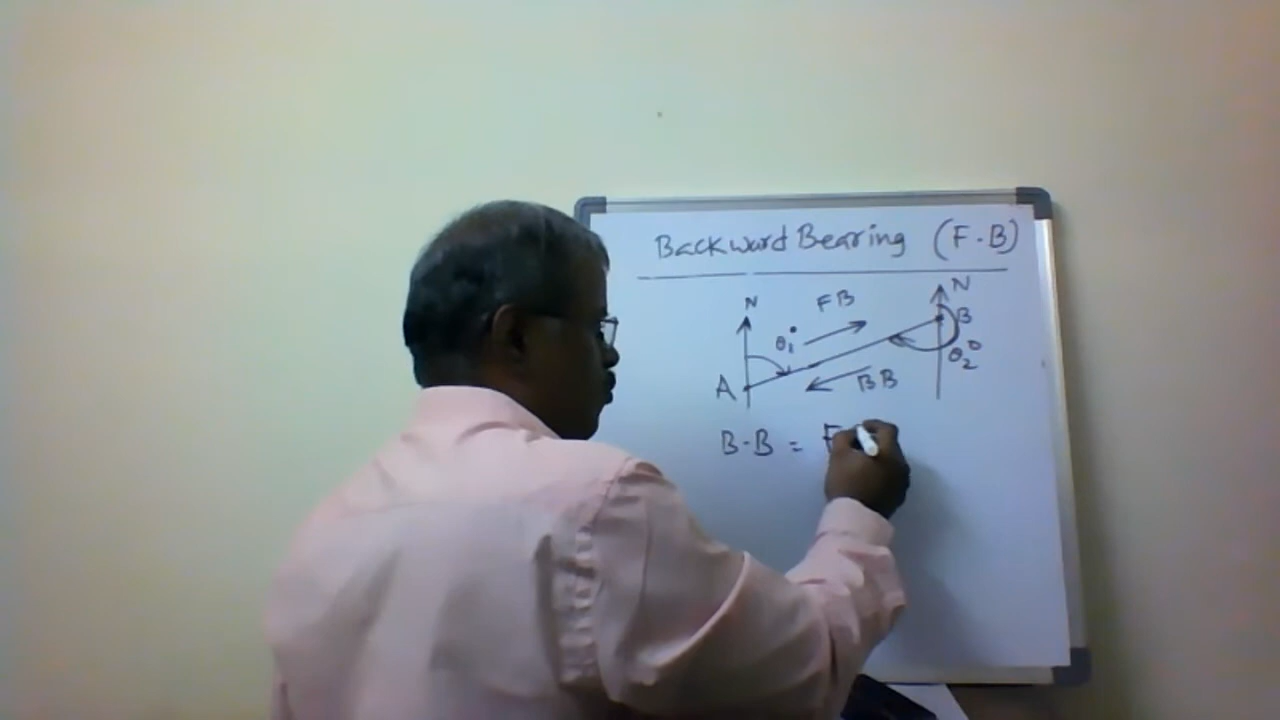 Backward Bearing (F.B)
N
FB
N
θ1°
B
θ2°
A
BB
B-B = F